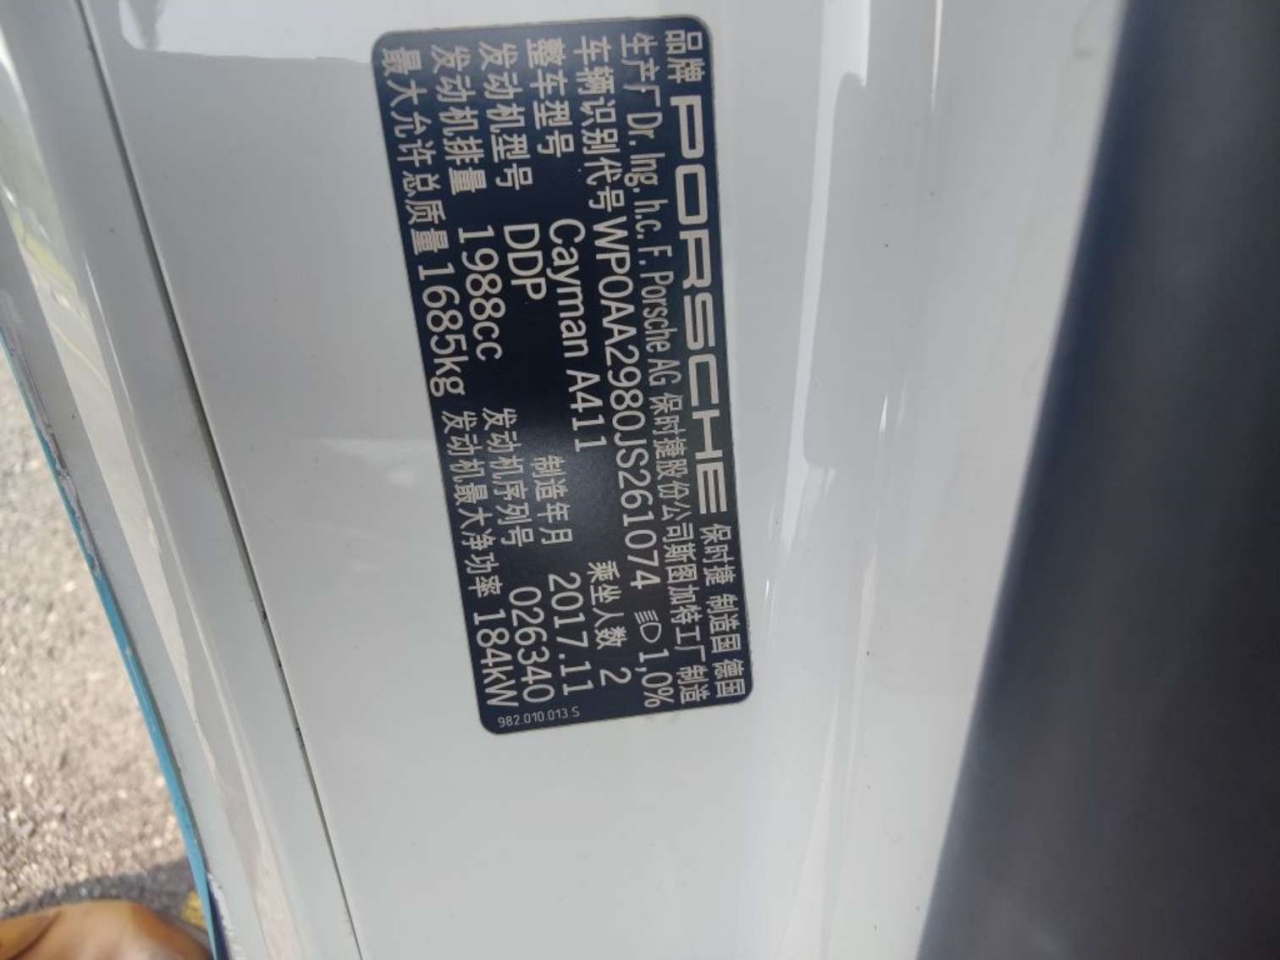 品牌 PORSCHE 保时捷 制造国 德国
生产厂 Dr. Ing. h.c. F. Porsche AG 保时捷股份公司斯图加特工厂制造
车辆识别代号 WP0AA2980JS261074 1,0%
整车型号 Cayman A411 乘坐人数 2
发动机型号 DDP 制造年月 2017.11
发动机排量 1988cc 发动机序列号 026340
最大允许总质量 1685kg 发动机最大净功率 184kW
982.010.013.S